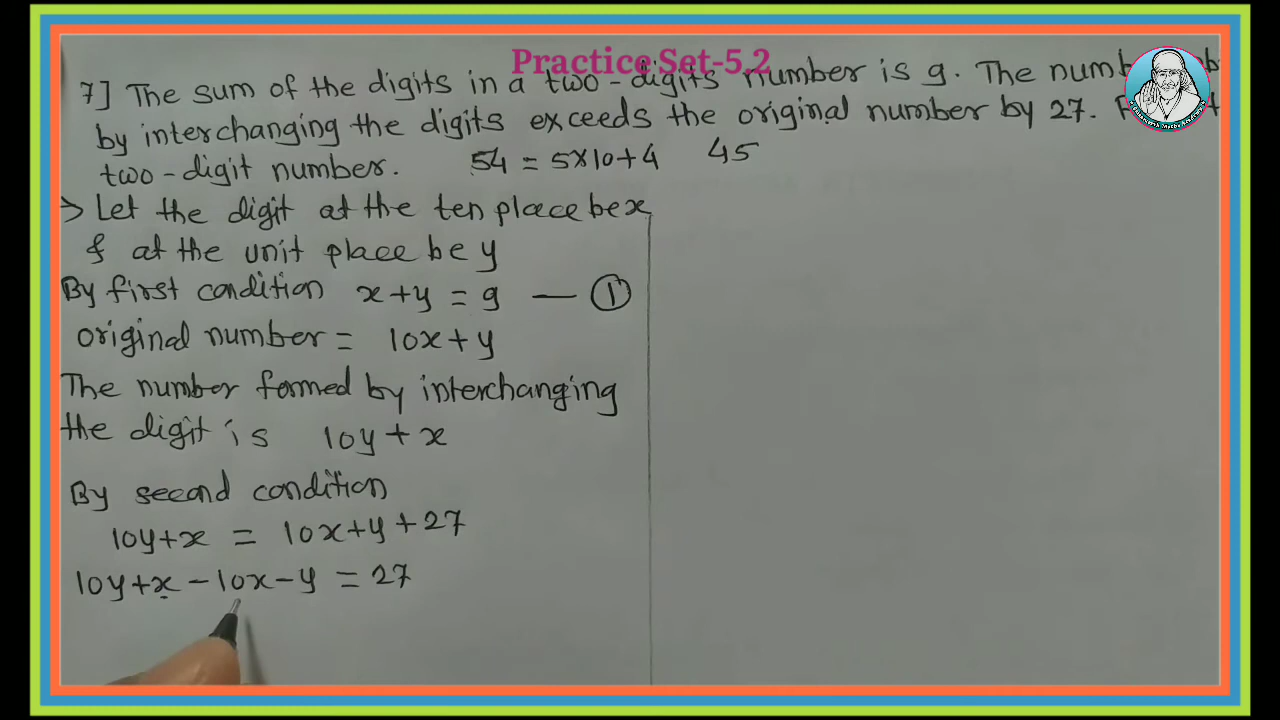 Practice Set-5.2
7] The sum of the digits in a two-digits number is 9. The
by interchanging the digits exceeds the original number by 27.
two-digit number. 54 = 5×10+4 45
→ Let the digit at the ten place be x
& at the unit place be y
By first condition x+y = 9 — ①
original number = 10x+y
The number formed by interchanging
the digit is 10y+x
By second condition
10y+x = 10x+y+27
10y+x-10x-y = 27